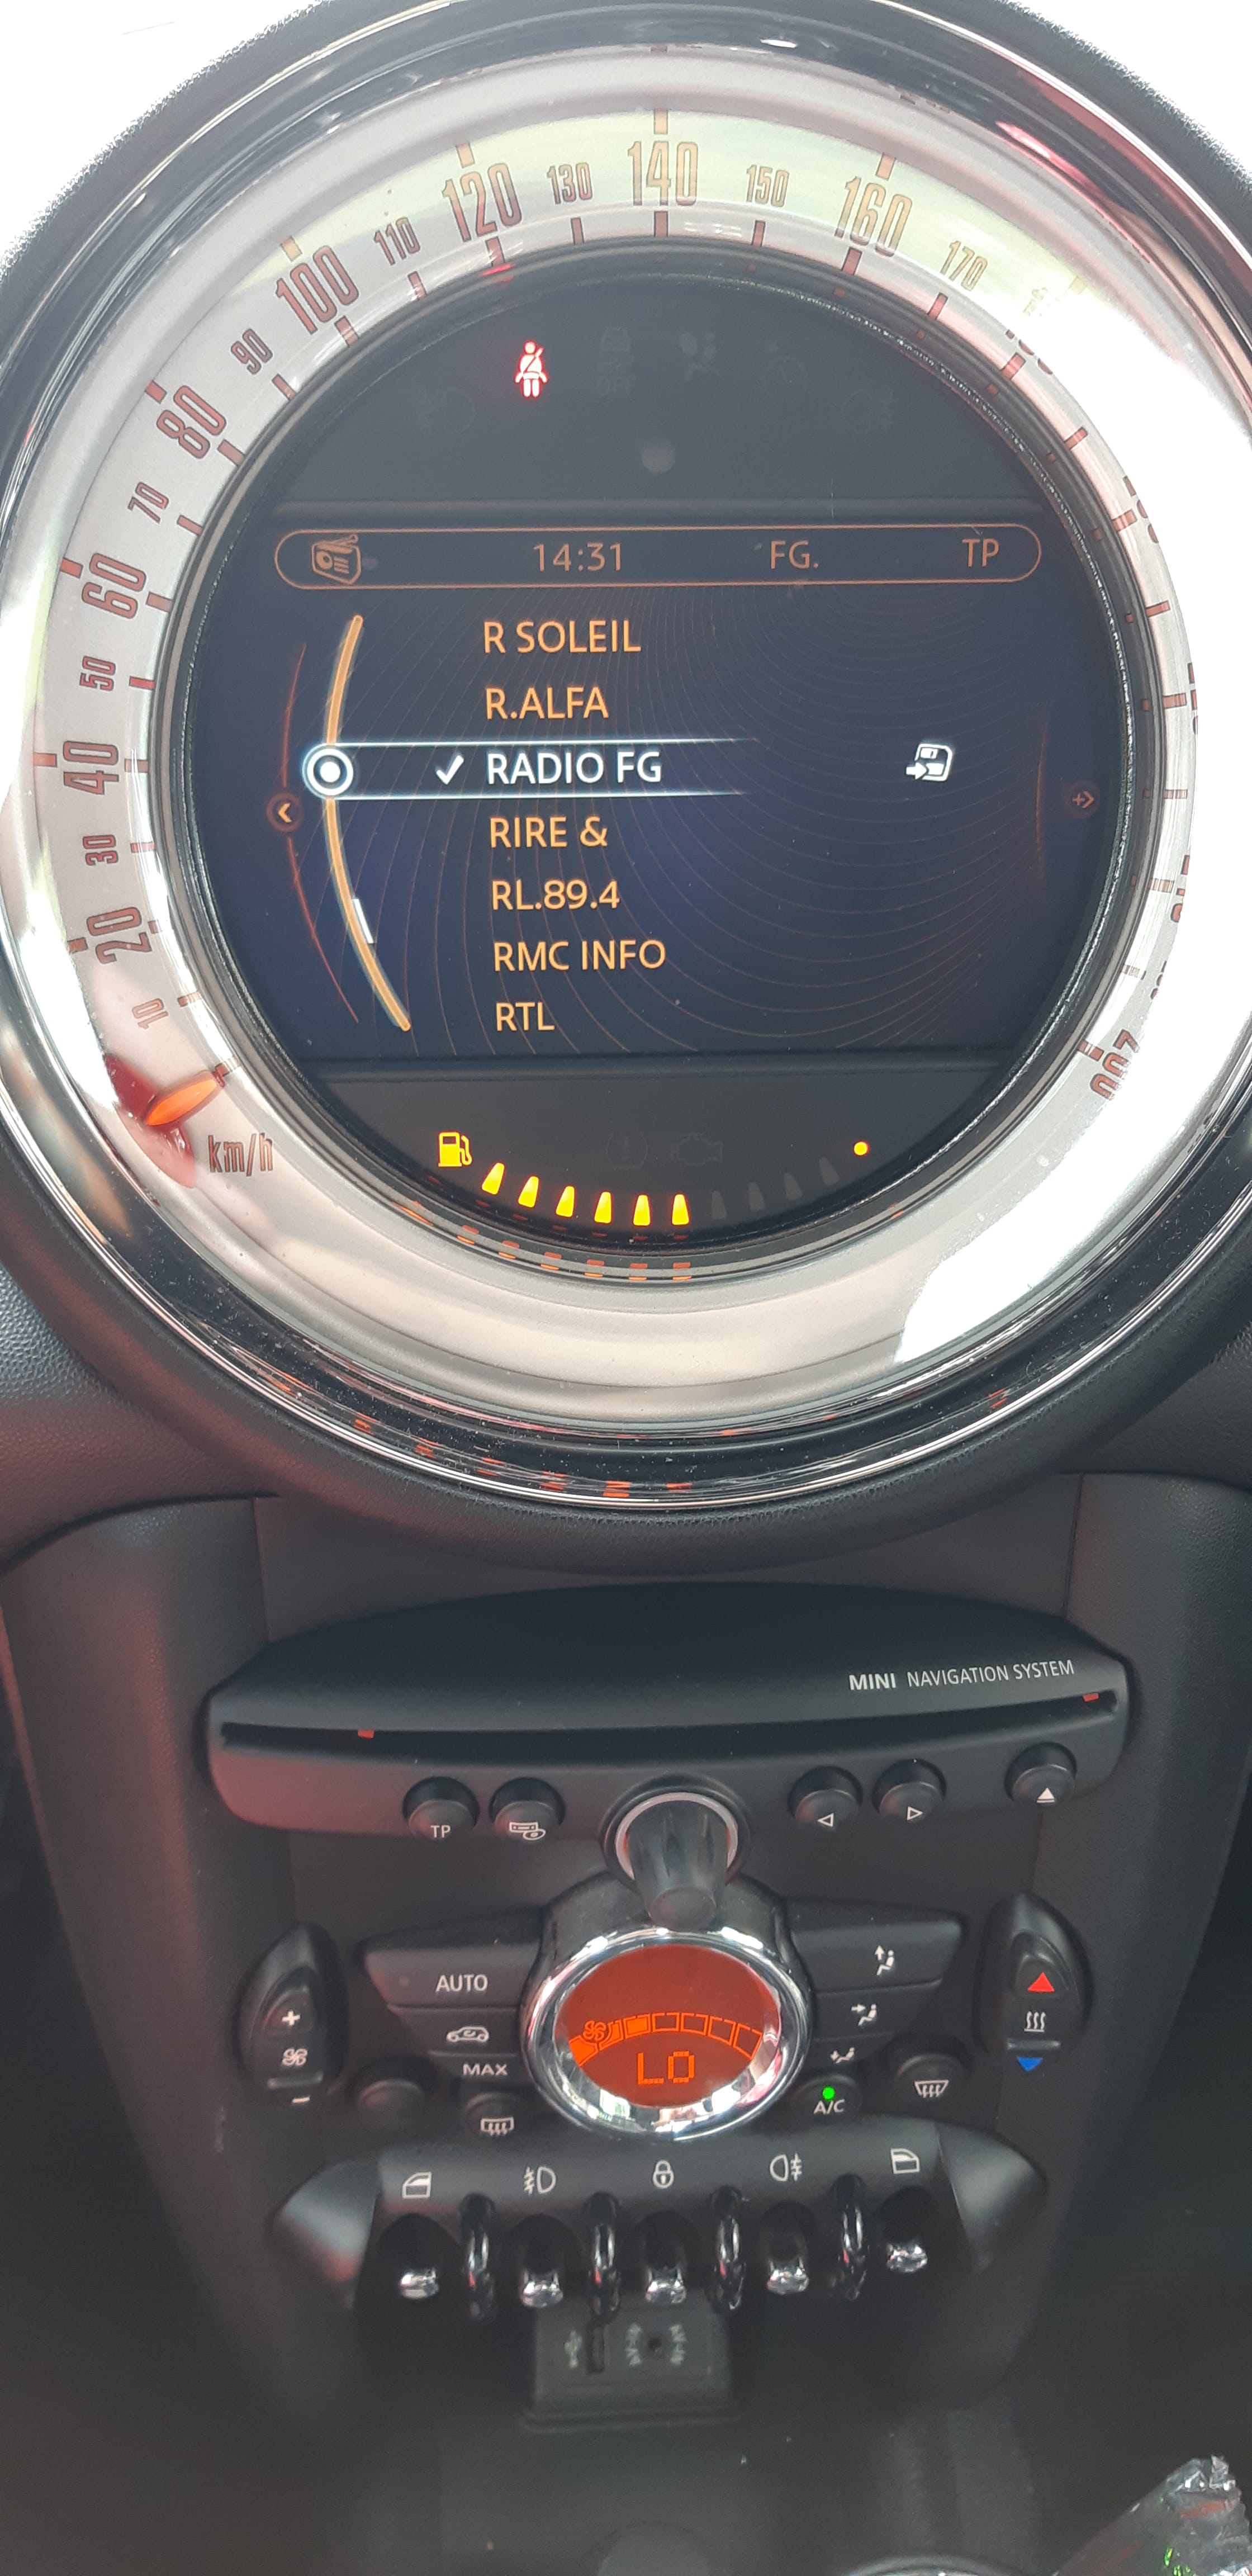 140
130
150
120
160
110
170
100
90
80
70
60
50
40
30
20
10
km/h
14:31 FG. TP
R SOLEIL
R.ALFA
RADIO FG
RIRE &
RL.89.4
RMC INFO
RTL
MINI NAVIGATION SYSTEM
TP
AUTO
MAX
LO
A/C